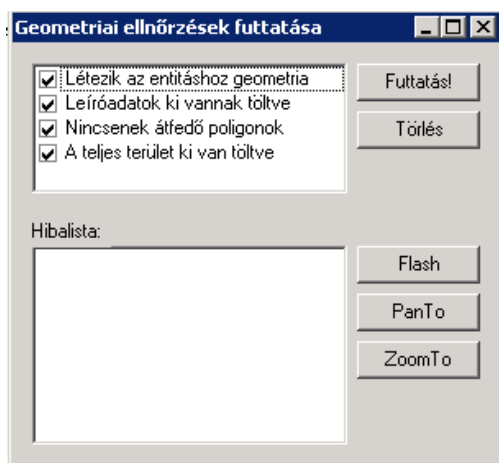 Geometriai ellnőrzések futtatása
Létezik az entitáshoz geometria
Leíróadatok ki vannak töltve
Nincsenek átfedő poligonok
A teljes terület ki van töltve
Futtatás!
Törlés
Hibalista:
Flash
PanTo
ZoomTo